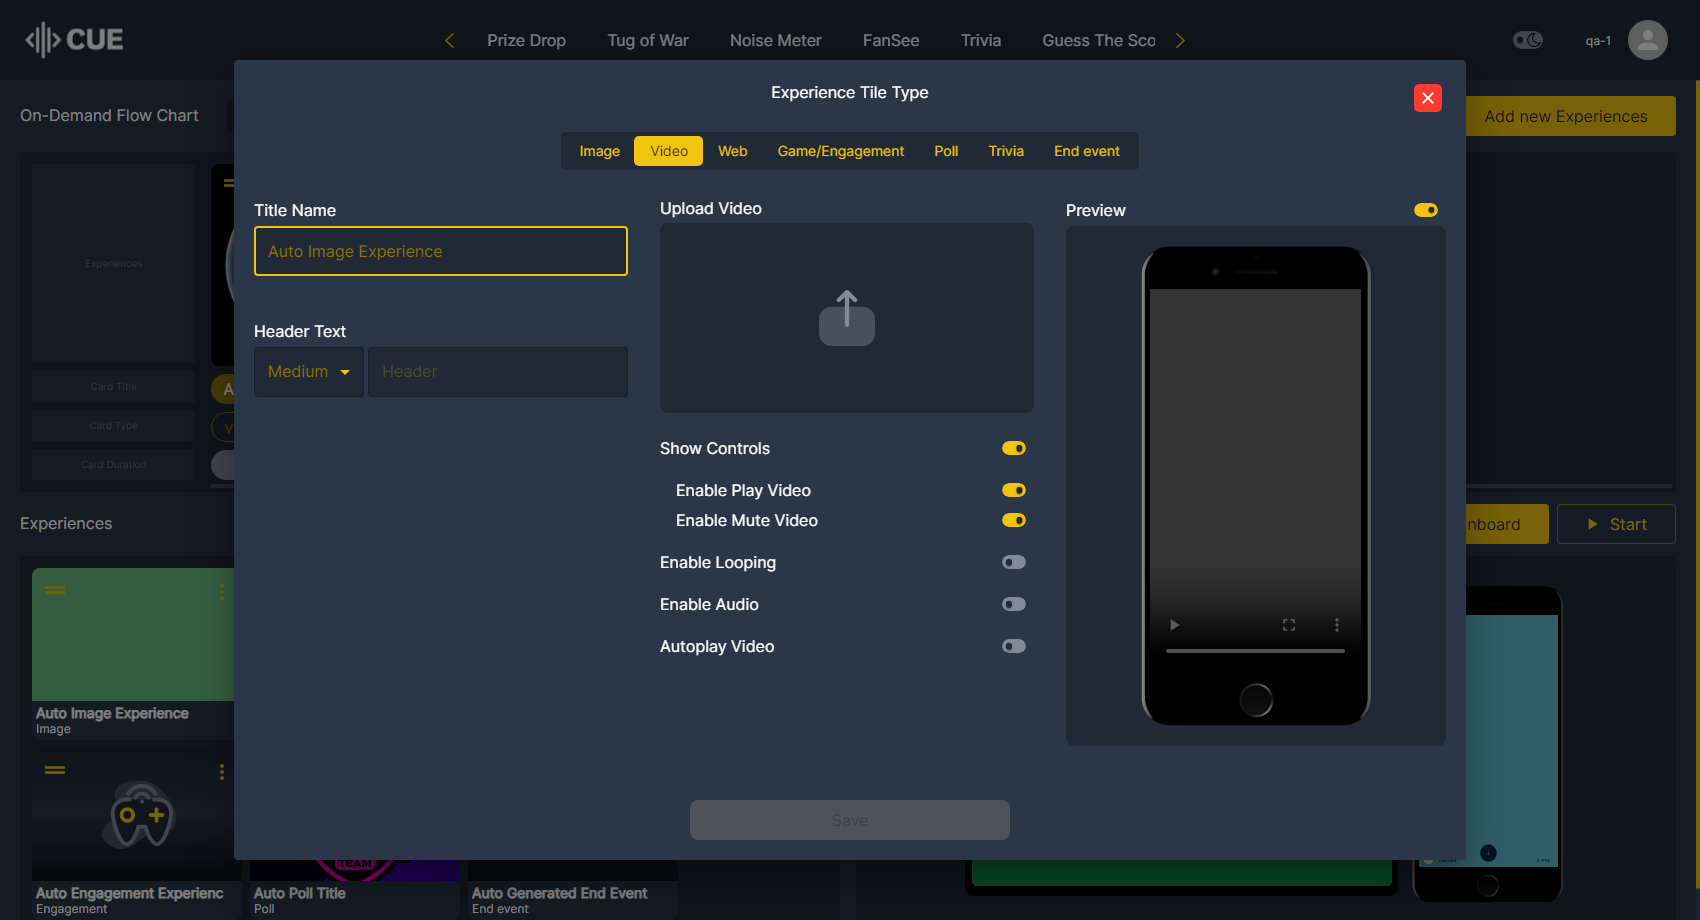 CUE
Prize Drop
Tug of War
Noise Meter
FanSee
Trivia
Guess The Sco
qa-1
On-Demand Flow Chart
Add new Experiences
Experience Tile Type
Image
Video
Web
Game/Engagement
Poll
Trivia
End event
Title Name
Auto Image Experience
Header Text
Medium
Header
Upload Video
Show Controls
Enable Play Video
Enable Mute Video
Enable Looping
Enable Audio
Autoplay Video
Preview
Save
Experiences
Card Title
A
Card Type
V
Card Duration
Experiences
nboard
Start
Auto Image Experience
Image
TEAM
Auto Engagement Experienc
Engagement
Auto Poll Title
Poll
Auto Generated End Event
End event